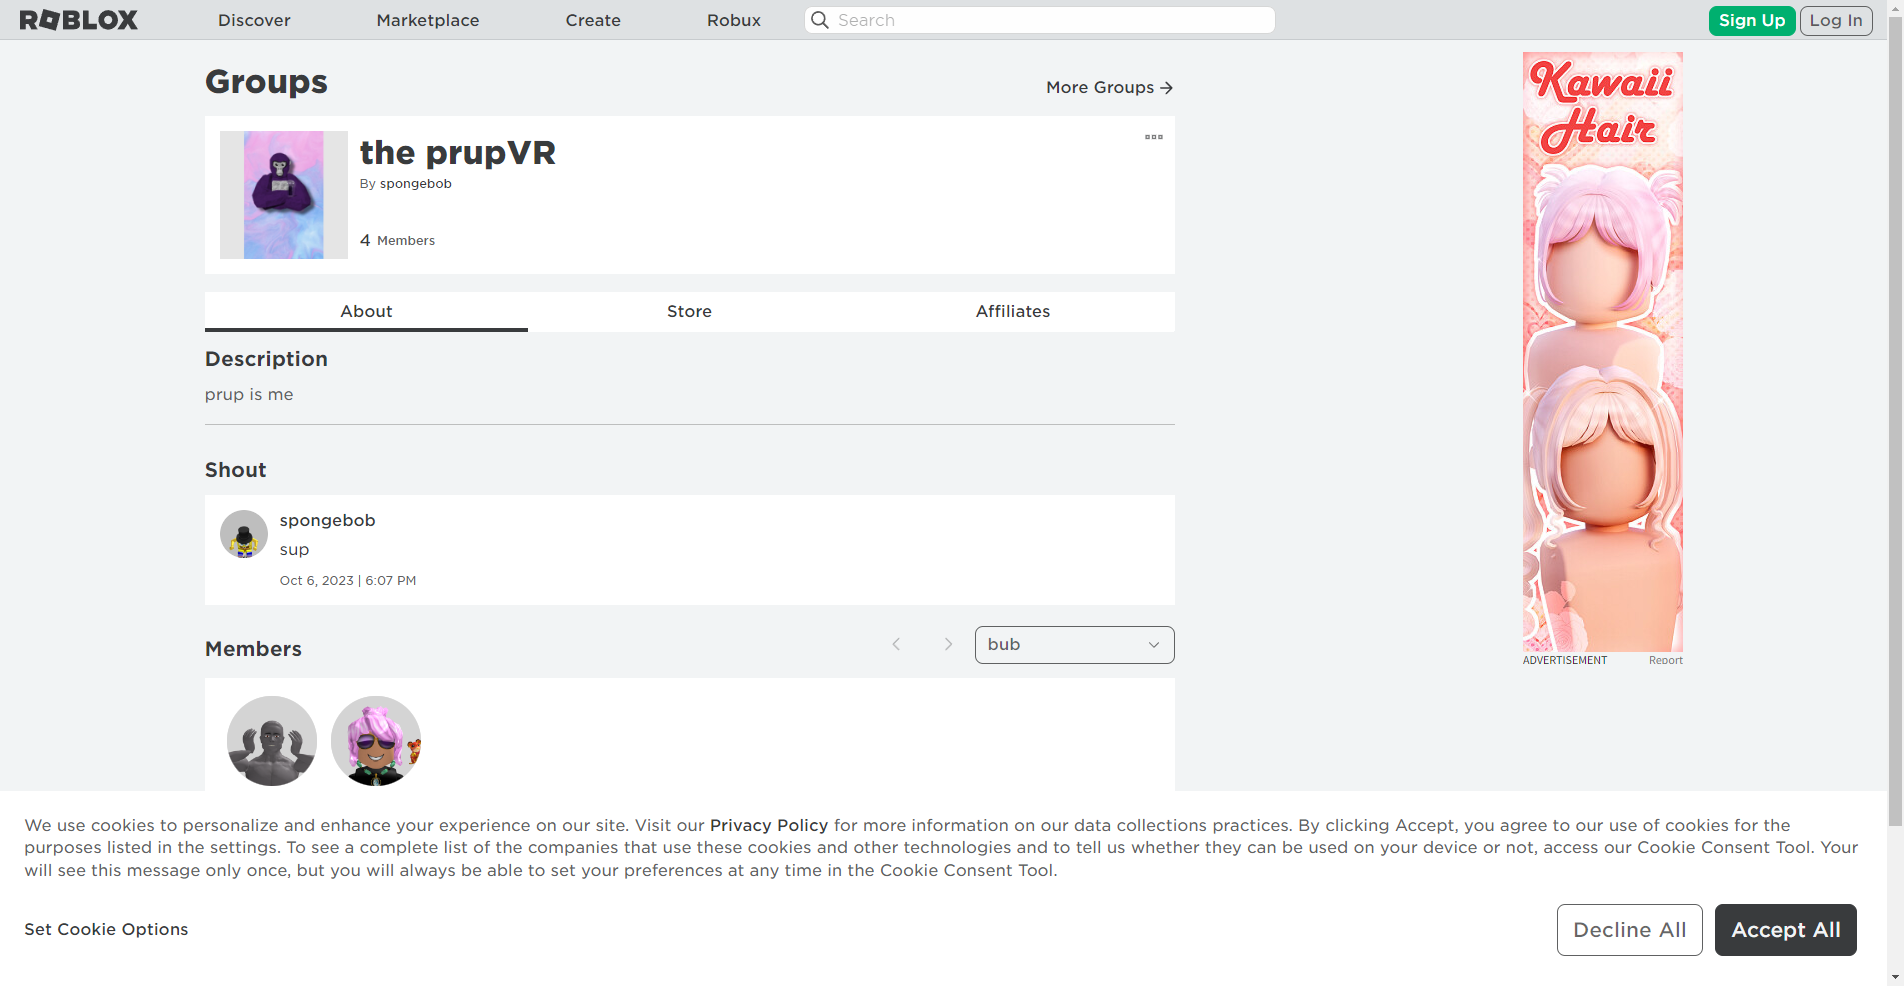 ROBLOX
Discover
Marketplace
Create
Robux
Search
Sign Up
Log In
Groups
More Groups
the prupVR
By spongebob
4 Members
About
Store
Affiliates
Description
prup is me
Shout
spongebob
sup
Oct 6, 2023 | 6:07 PM
Members
bub
Kawaii
Hair
ADVERTISEMENT
Report
We use cookies to personalize and enhance your experience on our site. Visit our Privacy Policy for more information on our data collections practices. By clicking Accept, you agree to our use of cookies for the
purposes listed in the settings. To see a complete list of the companies that use these cookies and other technologies and to tell us whether they can be used on your device or not, access our Cookie Consent Tool. Your
will see this message only once, but you will always be able to set your preferences at any time in the Cookie Consent Tool.
Set Cookie Options
Decline All
Accept All